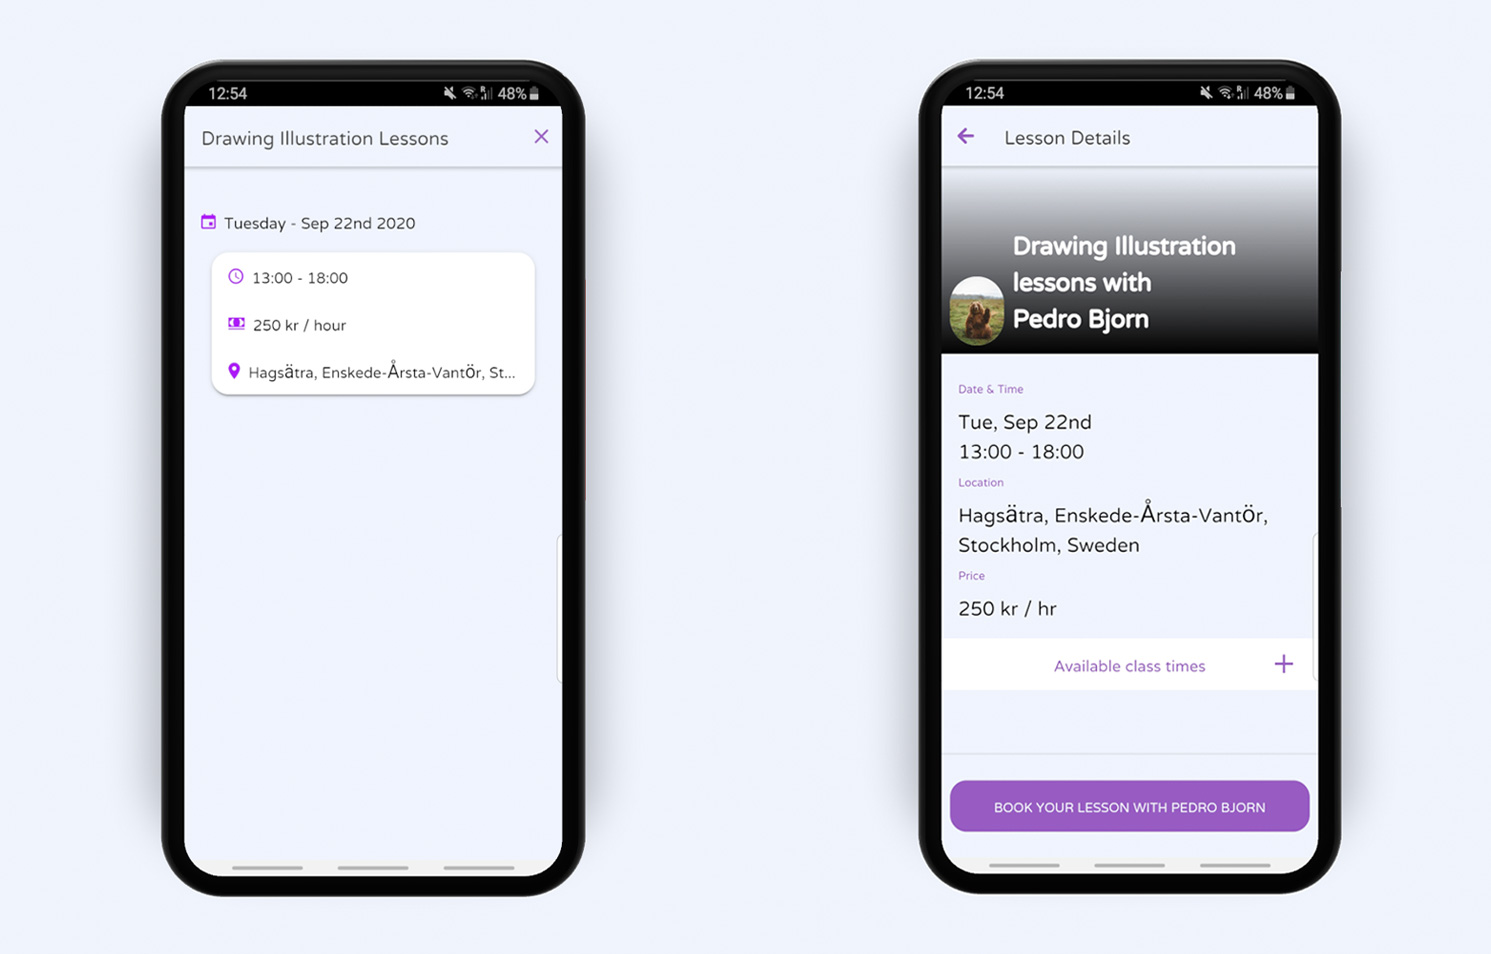 12:54
48%
Drawing Illustration Lessons
Tuesday - Sep 22nd 2020
13:00 - 18:00
250 kr / hour
Hagsätra, Enskede-Årsta-Vantör, St...
12:54
48%
Lesson Details
Drawing Illustration
lessons with
Pedro Bjorn
Date & Time
Tue, Sep 22nd
13:00 - 18:00
Location
Hagsätra, Enskede-Årsta-Vantör,
Stockholm, Sweden
Price
250 kr / hr
Available class times
BOOK YOUR LESSON WITH PEDRO BJORN